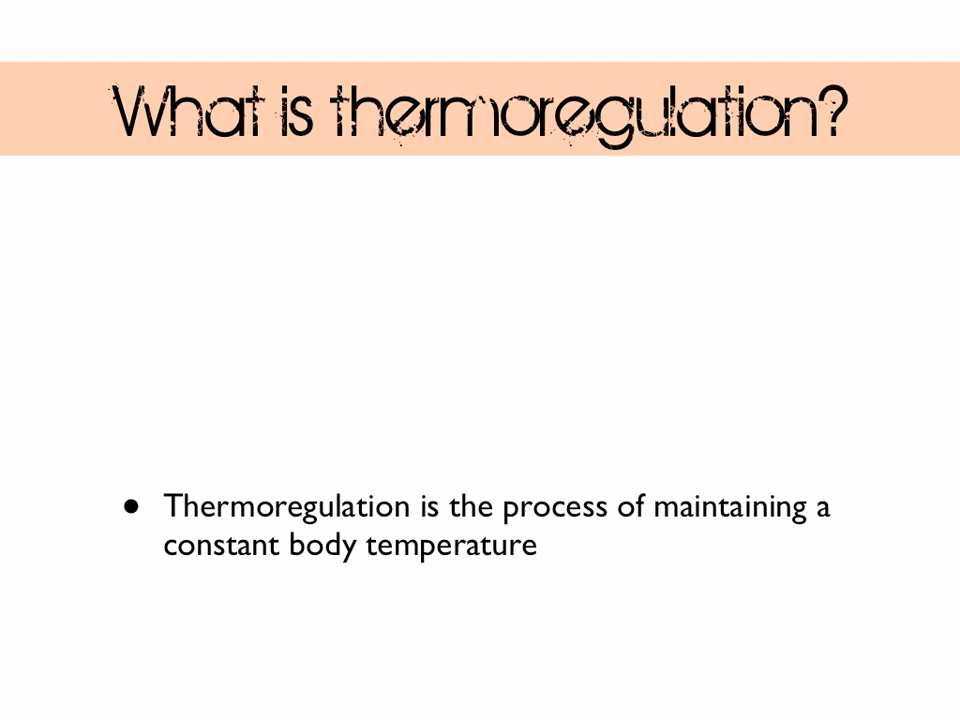 What is thermoregulation?
• Thermoregulation is the process of maintaining a
constant body temperature